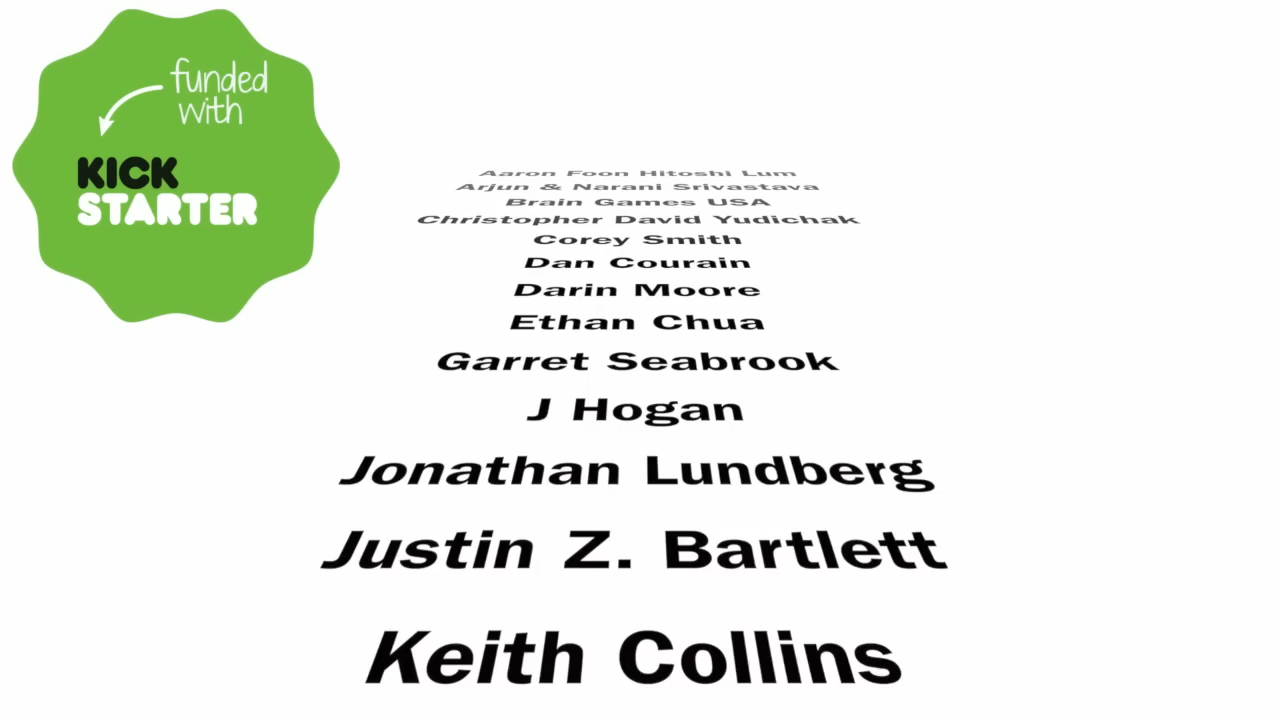 funded
with
KICK
STARTER
Aaron Foon Hitoshi Lum
Arjun & Narani Srivastava
Brain Games USA
Christopher David Yudichak
Corey Smith
Dan Courain
Darin Moore
Ethan Chua
Garret Seabrook
J Hogan
Jonathan Lundberg
Justin Z. Bartlett
Keith Collins